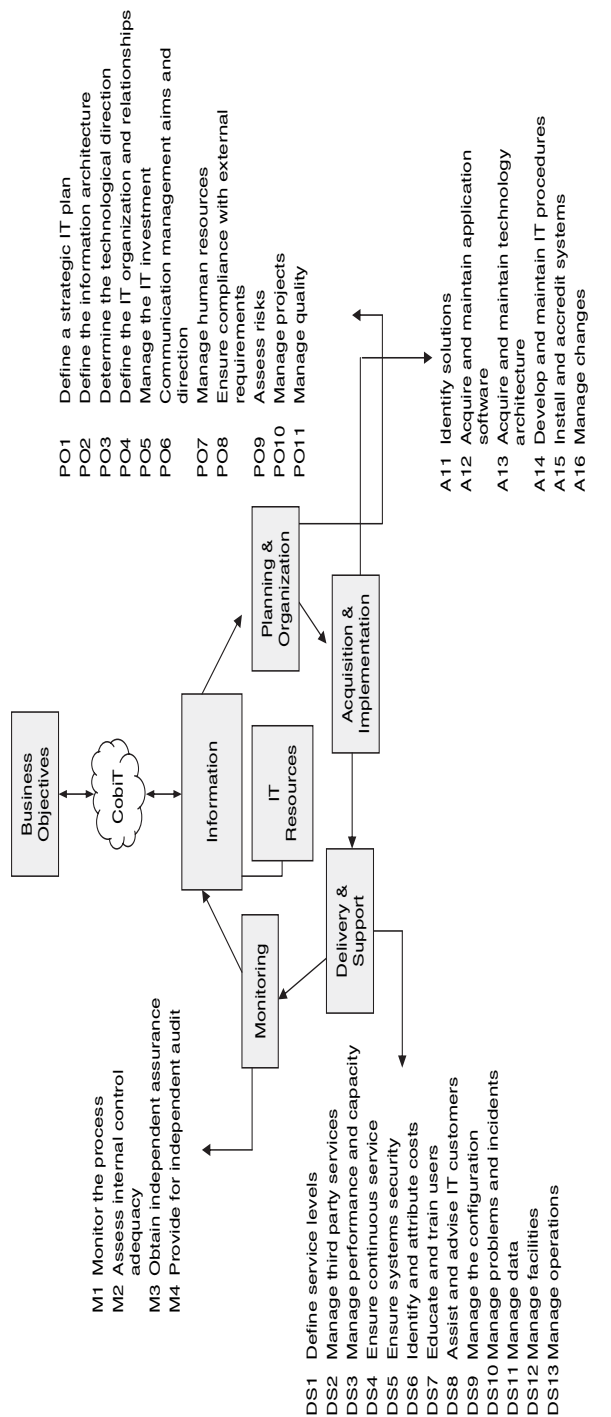 Business
Objectives
CobiT
Information
IT
Resources
Planning &
Organization
Acquisition &
Implementation
Delivery &
Support
Monitoring
PO1 Define a strategic IT plan
PO2 Define the information architecture
PO3 Determine the technological direction
PO4 Define the IT organization and relationships
PO5 Manage the IT investment
PO6 Communication management aims and
direction
PO7 Manage human resources
PO8 Ensure compliance with external
requirements
PO9 Assess risks
PO10 Manage projects
PO11 Manage quality
A11 Identify solutions
A12 Acquire and maintain application
software
A13 Acquire and maintain technology
architecture
A14 Develop and maintain IT procedures
A15 Install and accredit systems
A16 Manage changes
M1 Monitor the process
M2 Assess internal control
adequacy
M3 Obtain independent assurance
M4 Provide for independent audit
DS1 Define service levels
DS2 Manage third party services
DS3 Manage performance and capacity
DS4 Ensure continuous service
DS5 Ensure systems security
DS6 Identify and attribute costs
DS7 Educate and train users
DS8 Assist and advise IT customers
DS9 Manage the configuration
DS10 Manage problems and incidents
DS11 Manage data
DS12 Manage facilities
DS13 Manage operations